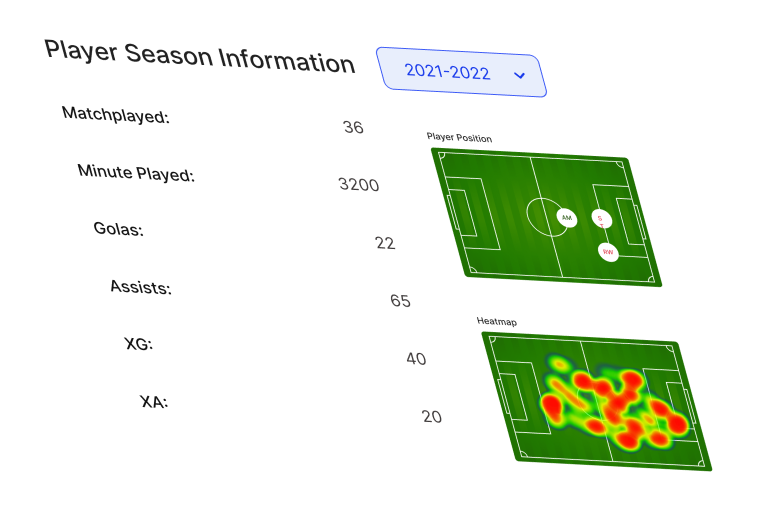 Player Season Information
2021-2022
Matchplayed: 36
Minute Played: 3200
Golas: 22
Assists: 65
XG: 40
XA: 20
Player Position
AM
RW
Heatmap